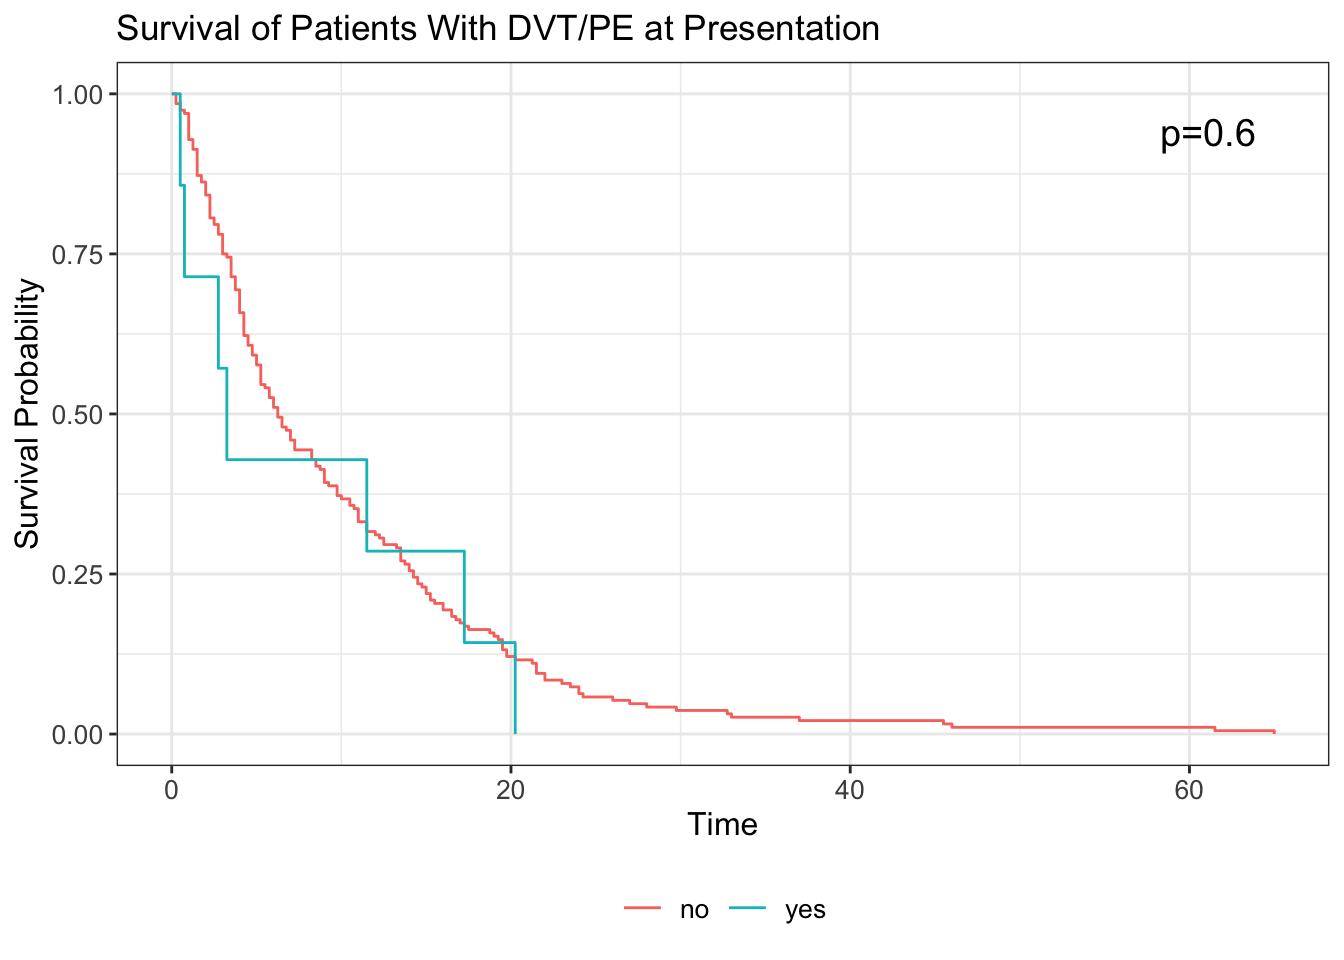 Survival of Patients With DVT/PE at Presentation
p=0.6
Survival Probability
1.00
0.75
0.50
0.25
0.00
0 20 40 60
Time
no yes